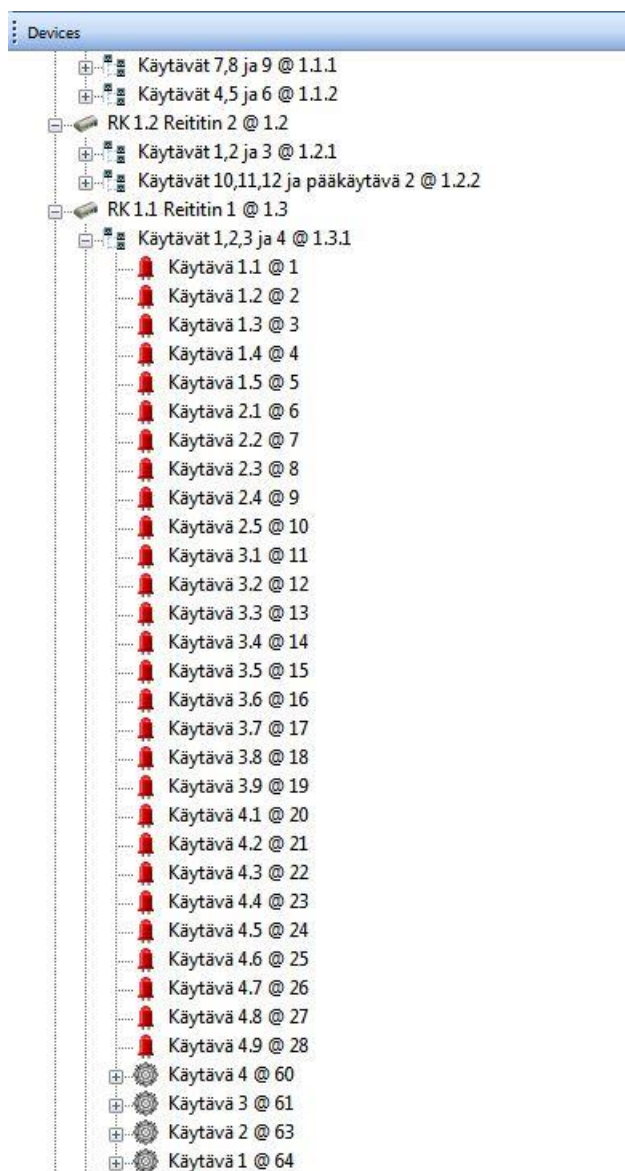 Devices
Käytävät 7,8 ja 9 @ 1.1.1
Käytävät 4,5 ja 6 @ 1.1.2
RK 1.2 Reititin 2 @ 1.2
Käytävät 1,2 ja 3 @ 1.2.1
Käytävät 10,11,12 ja pääkäytävä 2 @ 1.2.2
RK 1.1 Reititin 1 @ 1.3
Käytävät 1,2,3 ja 4 @ 1.3.1
Käytävä 1.1 @ 1
Käytävä 1.2 @ 2
Käytävä 1.3 @ 3
Käytävä 1.4 @ 4
Käytävä 1.5 @ 5
Käytävä 2.1 @ 6
Käytävä 2.2 @ 7
Käytävä 2.3 @ 8
Käytävä 2.4 @ 9
Käytävä 2.5 @ 10
Käytävä 3.1 @ 11
Käytävä 3.2 @ 12
Käytävä 3.3 @ 13
Käytävä 3.4 @ 14
Käytävä 3.5 @ 15
Käytävä 3.6 @ 16
Käytävä 3.7 @ 17
Käytävä 3.8 @ 18
Käytävä 3.9 @ 19
Käytävä 4.1 @ 20
Käytävä 4.2 @ 21
Käytävä 4.3 @ 22
Käytävä 4.4 @ 23
Käytävä 4.5 @ 24
Käytävä 4.6 @ 25
Käytävä 4.7 @ 26
Käytävä 4.8 @ 27
Käytävä 4.9 @ 28
Käytävä 4 @ 60
Käytävä 3 @ 61
Käytävä 2 @ 63
Käytävä 1 @ 64